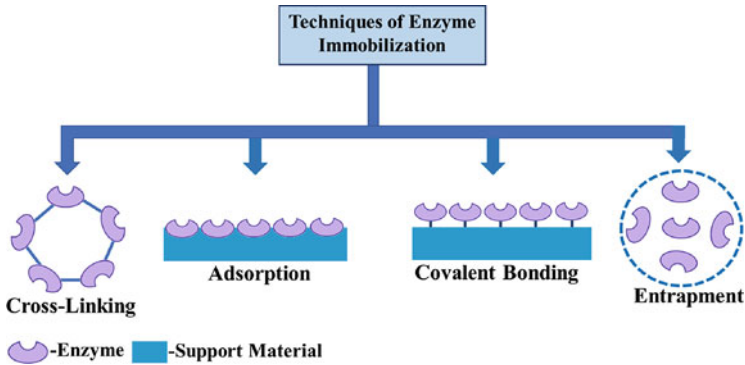 Techniques of Enzyme
Immobilization
Cross-Linking
Adsorption
Covalent Bonding
Entrapment
-Enzyme
-Support Material